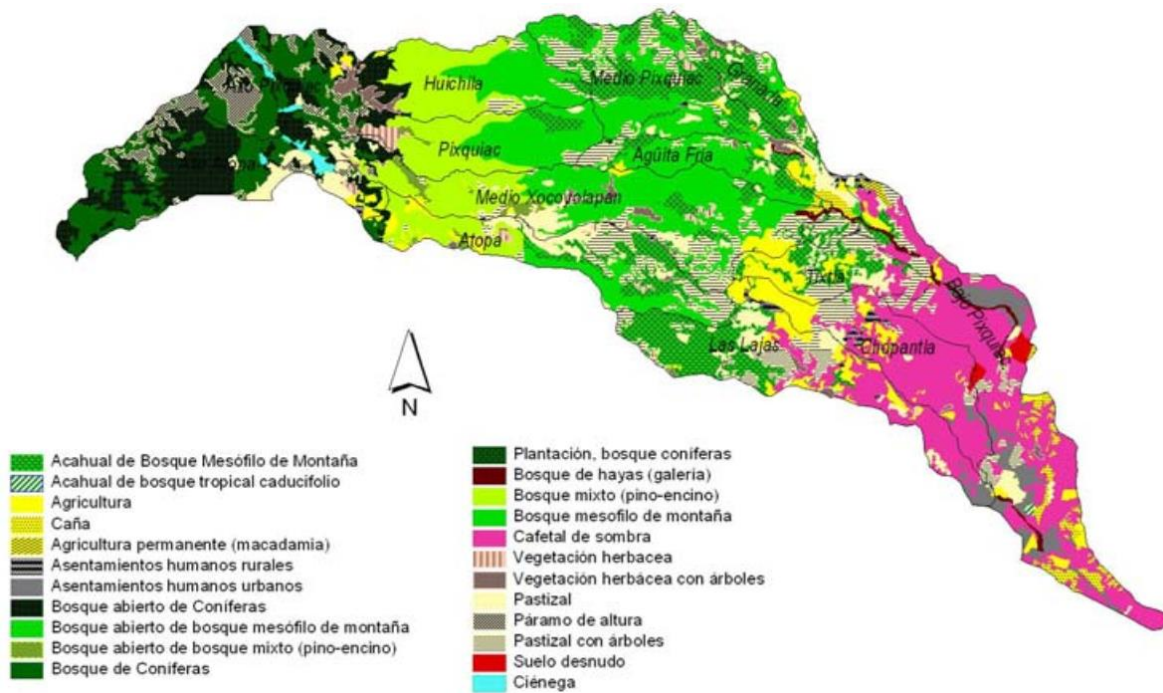 Alto Pixquiac
Huichila
Medio Pixquiac
Granada
Pixquiac
Agüita Fría
Medio Xocoyolapan
Atopa
Tixtla
Bajo Pixquiac
Las Lajas
Chopantla
N
Acahual de Bosque Mesófilo de Montaña
Acahual de bosque tropical caducifolio
Agricultura
Caña
Agricultura permanente (macadamia)
Asentamientos humanos rurales
Asentamientos humanos urbanos
Bosque abierto de Coníferas
Bosque abierto de bosque mesófilo de montaña
Bosque abierto de bosque mixto (pino-encino)
Bosque de Coníferas
Plantación, bosque coníferas
Bosque de hayas (galería)
Bosque mixto (pino-encino)
Bosque mesofilo de montaña
Cafetal de sombra
Vegetación herbacea
Vegetación herbácea con árboles
Pastizal
Páramo de altura
Pastizal con árboles
Suelo desnudo
Ciénega